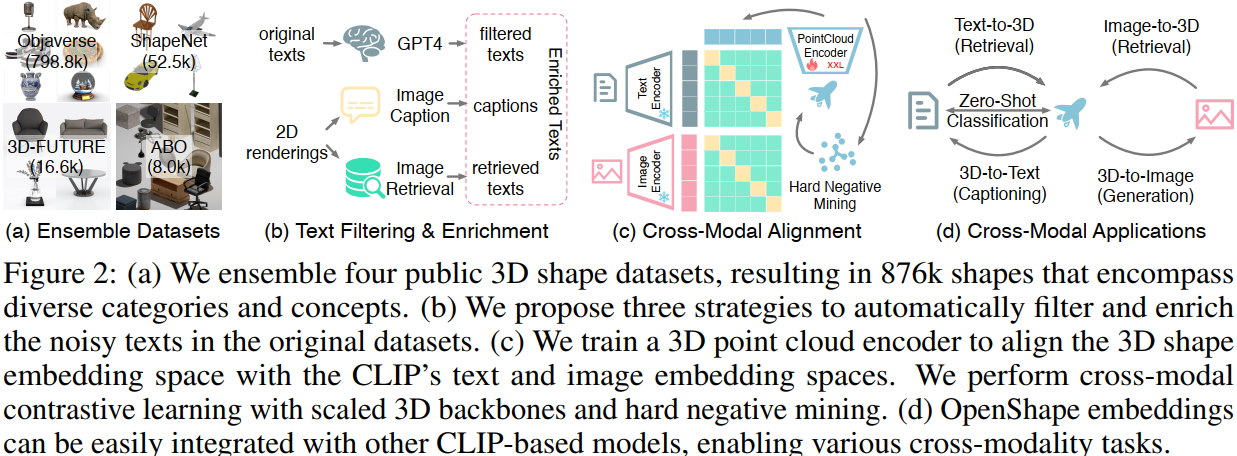 Objaverse
(798.8k)
ShapeNet
(52.5k)
3D-FUTURE
(16.6k)
ABO
(8.0k)
(a) Ensemble Datasets
original
texts
GPT4
filtered
texts
2D
renderings
Image
Caption
captions
Image
Retrieval
retrieved
texts
Enriched Texts
(b) Text Filtering & Enrichment
Text
Encoder
Image
Encoder
PointCloud
Encoder
XXL
Hard Negative
Mining
(c) Cross-Modal Alignment
Text-to-3D
(Retrieval)
Image-to-3D
(Retrieval)
Zero-Shot
Classification
3D-to-Text
(Captioning)
3D-to-Image
(Generation)
(d) Cross-Modal Applications
Figure 2: (a) We ensemble four public 3D shape datasets, resulting in 876k shapes that encompass
diverse categories and concepts. (b) We propose three strategies to automatically filter and enrich
the noisy texts in the original datasets. (c) We train a 3D point cloud encoder to align the 3D shape
embedding space with the CLIP's text and image embedding spaces. We perform cross-modal
contrastive learning with scaled 3D backbones and hard negative mining. (d) OpenShape embeddings
can be easily integrated with other CLIP-based models, enabling various cross-modality tasks.